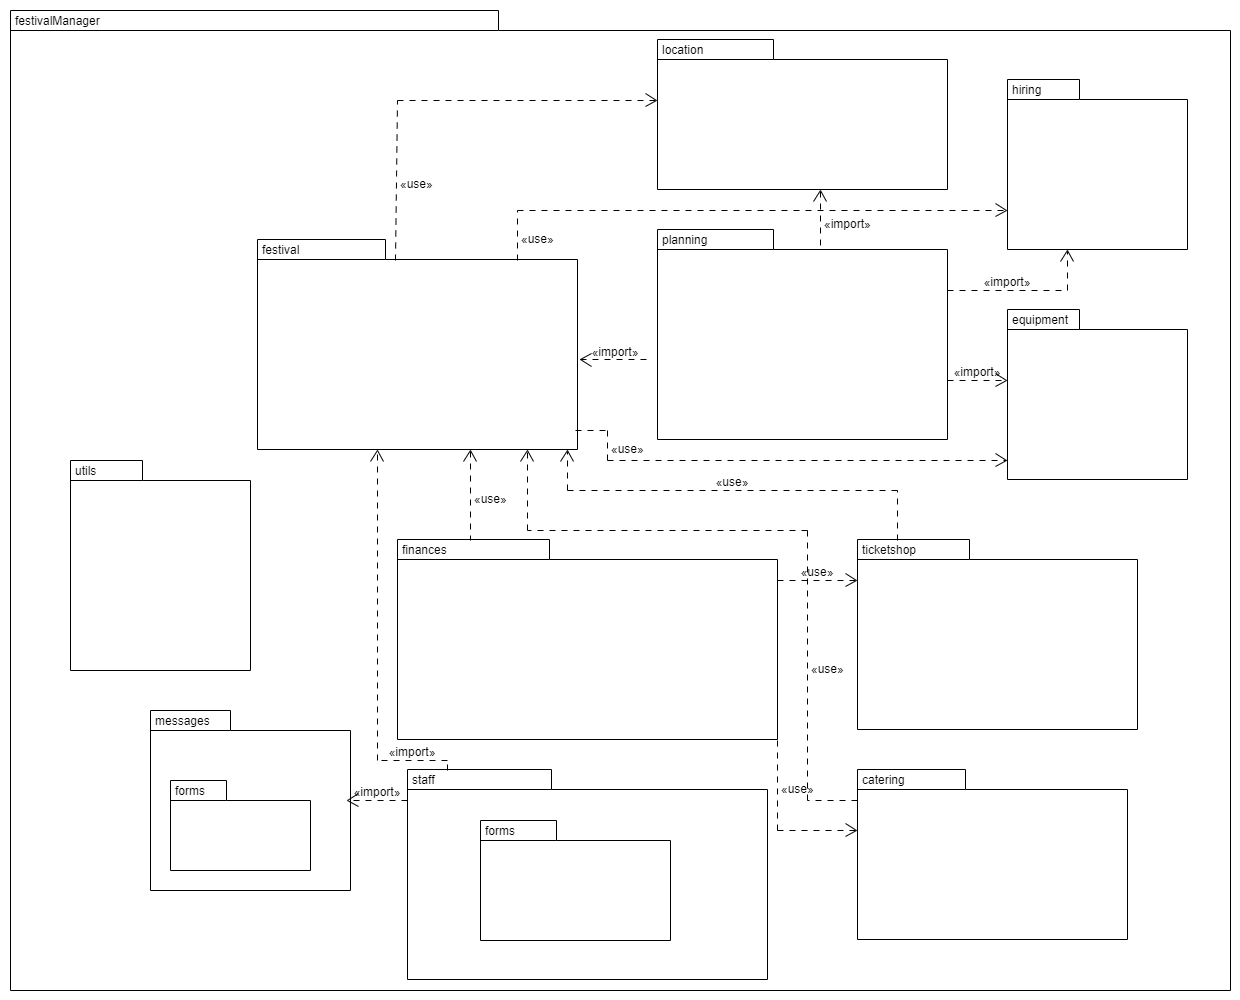 festivalManager
location
hiring
«use»
«import»
planning
«use»
festival
«import»
equipment
«import»
«import»
«use»
utils
«use»
«use»
finances
ticketshop
«use»
«use»
messages
«import»
staff
catering
«import»
«use»
forms
forms